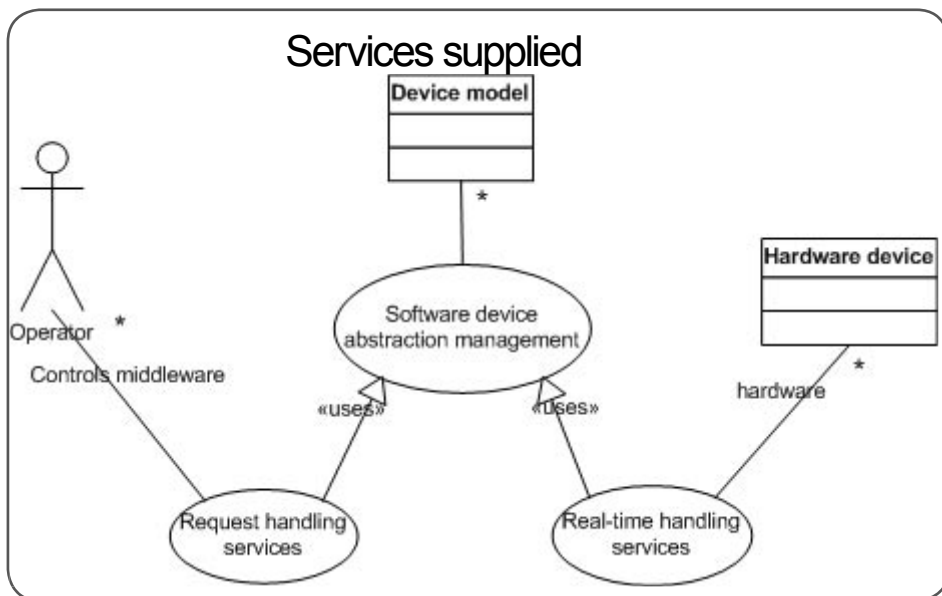 Services supplied
Device model
*
Hardware device
Software device
abstraction management
Operator
*
*
Controls middleware
hardware
«uses»
«uses»
Request handling
services
Real-time handling
services